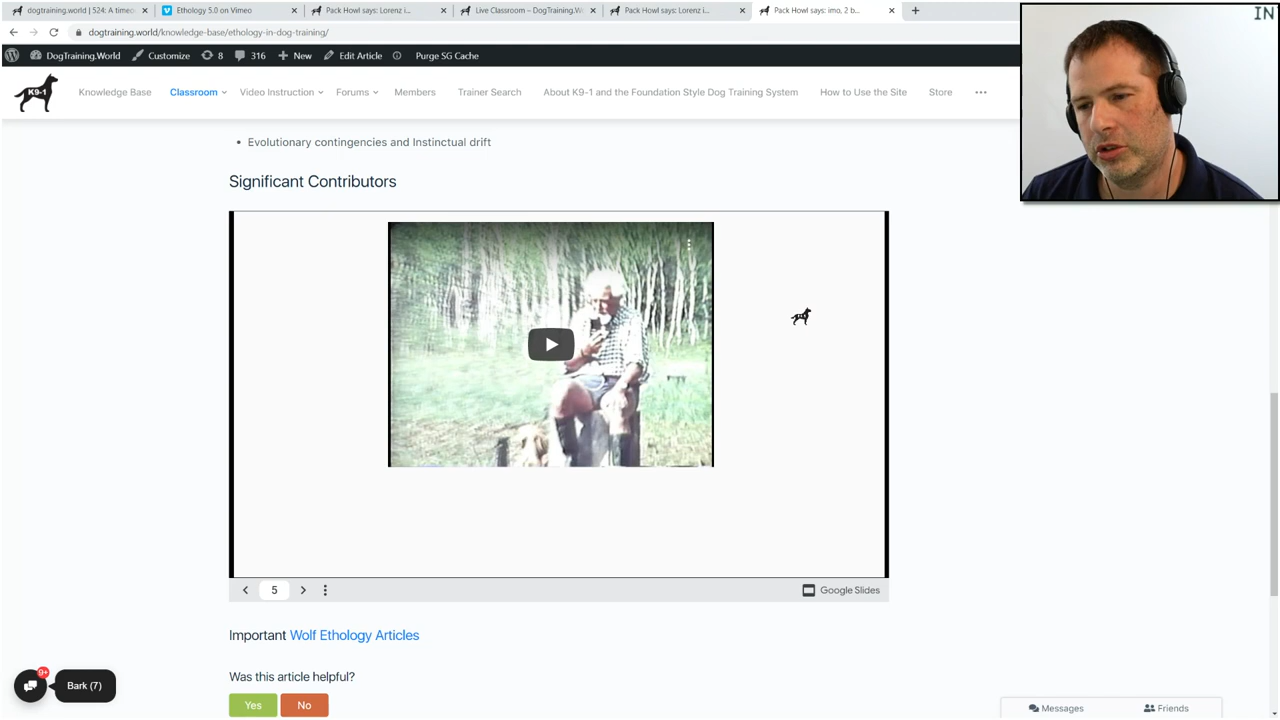 dogtraining.world | 524: A timeo
Ethology 5.0 on Vimeo
Pack Howl says: Lorenz i...
Live Classroom – DogTraining.W
Pack Howl says: Lorenz i...
Pack Howl says: imo, 2 b...
IN
dogtraining.world/knowledge-base/ethology-in-dog-training/
DogTraining.World
Customize
8
316
New
Edit Article
Purge SG Cache
K9-1
Knowledge Base
Classroom
Video Instruction
Forums
Members
Trainer Search
About K9-1 and the Foundation Style Dog Training System
How to Use the Site
Store
• Evolutionary contingencies and Instinctual drift
Significant Contributors
5
Google Slides
Important Wolf Ethology Articles
Was this article helpful?
Yes
No
9+
Bark (7)
Messages
Friends